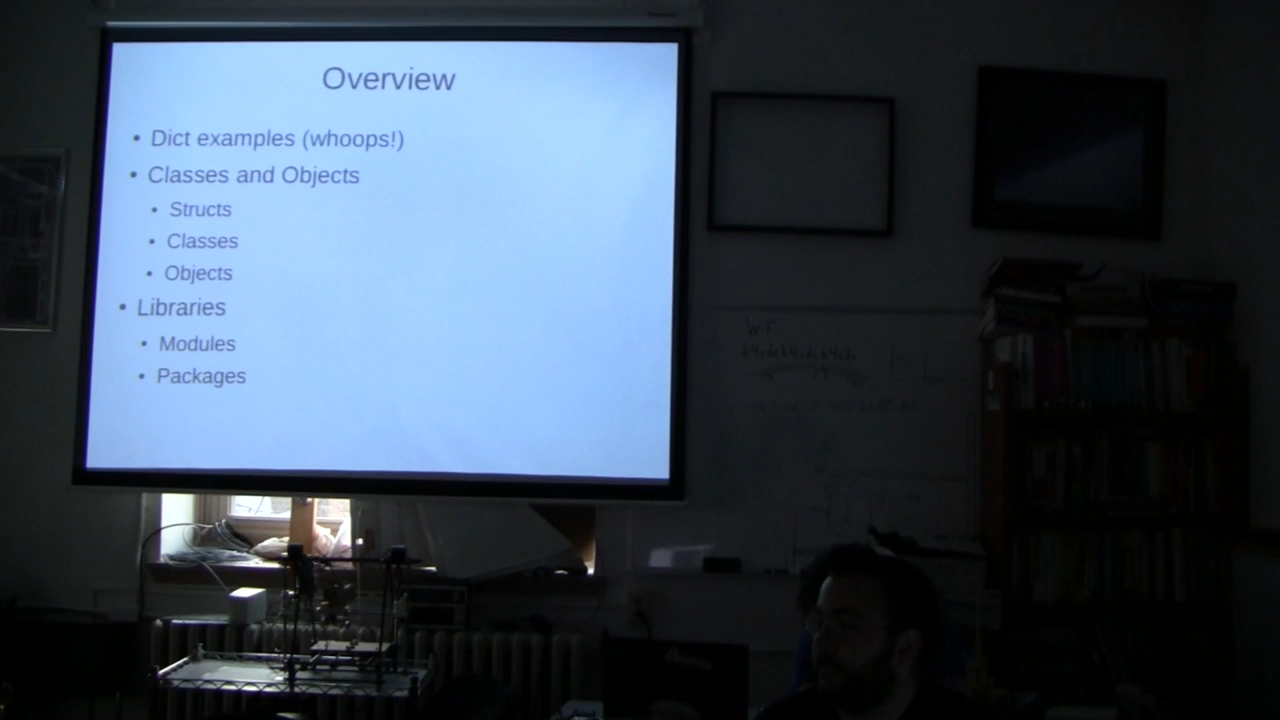 Overview
• Dict examples (whoops!)
• Classes and Objects
• Structs
• Classes
• Objects
• Libraries
• Modules
• Packages